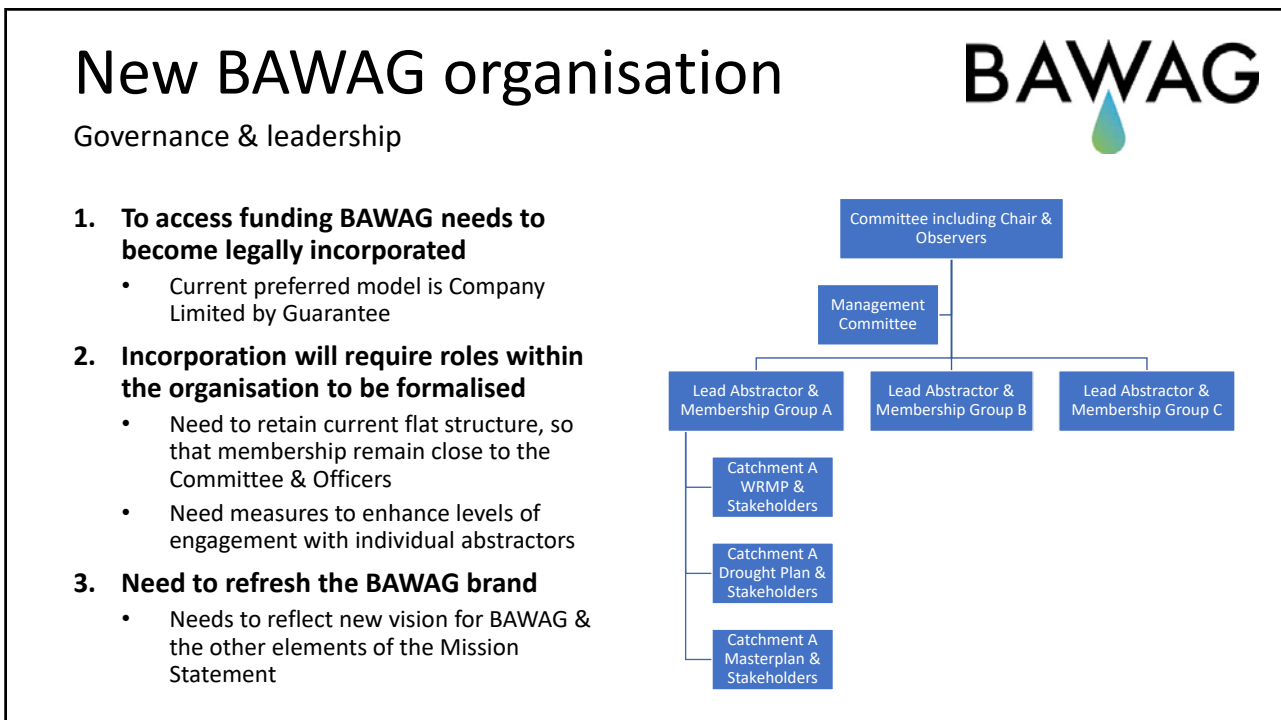 New BAWAG organisation
BAWAG
Governance & leadership
1. To access funding BAWAG needs to
become legally incorporated
• Current preferred model is Company
Limited by Guarantee
2. Incorporation will require roles within
the organisation to be formalised
• Need to retain current flat structure, so
that membership remain close to the
Committee & Officers
• Need measures to enhance levels of
engagement with individual abstractors
3. Need to refresh the BAWAG brand
• Needs to reflect new vision for BAWAG &
the other elements of the Mission
Statement
Committee including Chair &
Observers
Management
Committee
Lead Abstractor &
Membership Group A
Lead Abstractor &
Membership Group B
Lead Abstractor &
Membership Group C
Catchment A
WRMP &
Stakeholders
Catchment A
Drought Plan &
Stakeholders
Catchment A
Masterplan &
Stakeholders